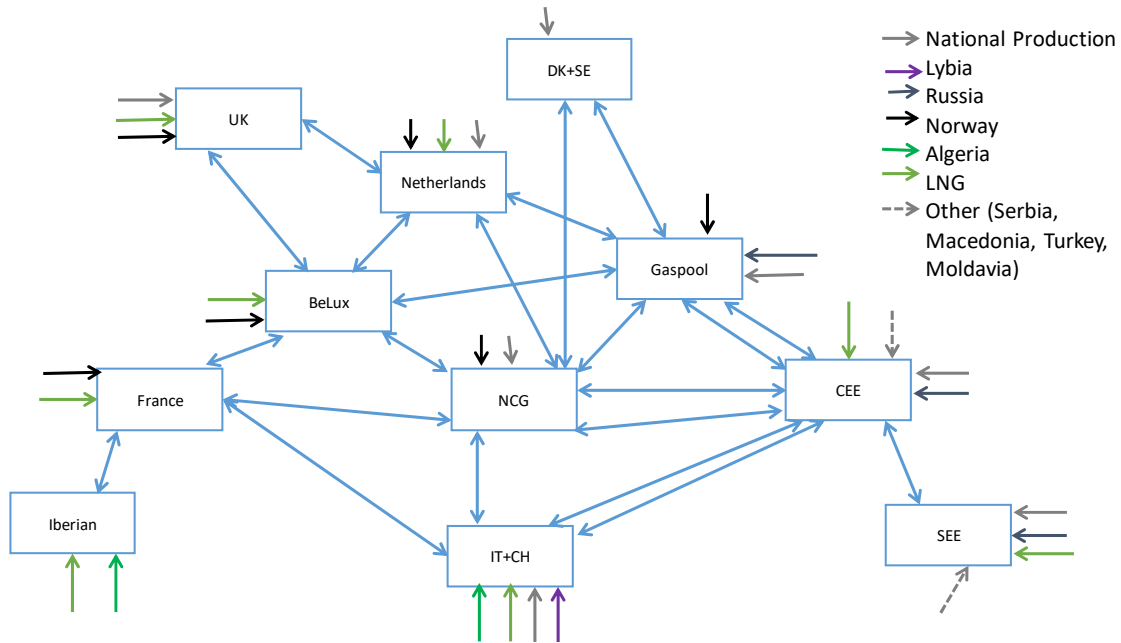 National Production
DK+SE
Lybia
Russia
UK
Norway
Algeria
Netherlands
LNG
Other (Serbia,
Macedonia, Turkey,
Moldavia)
Gaspool
BeLux
France
NCG
CEE
Iberian
SEE
IT+CH